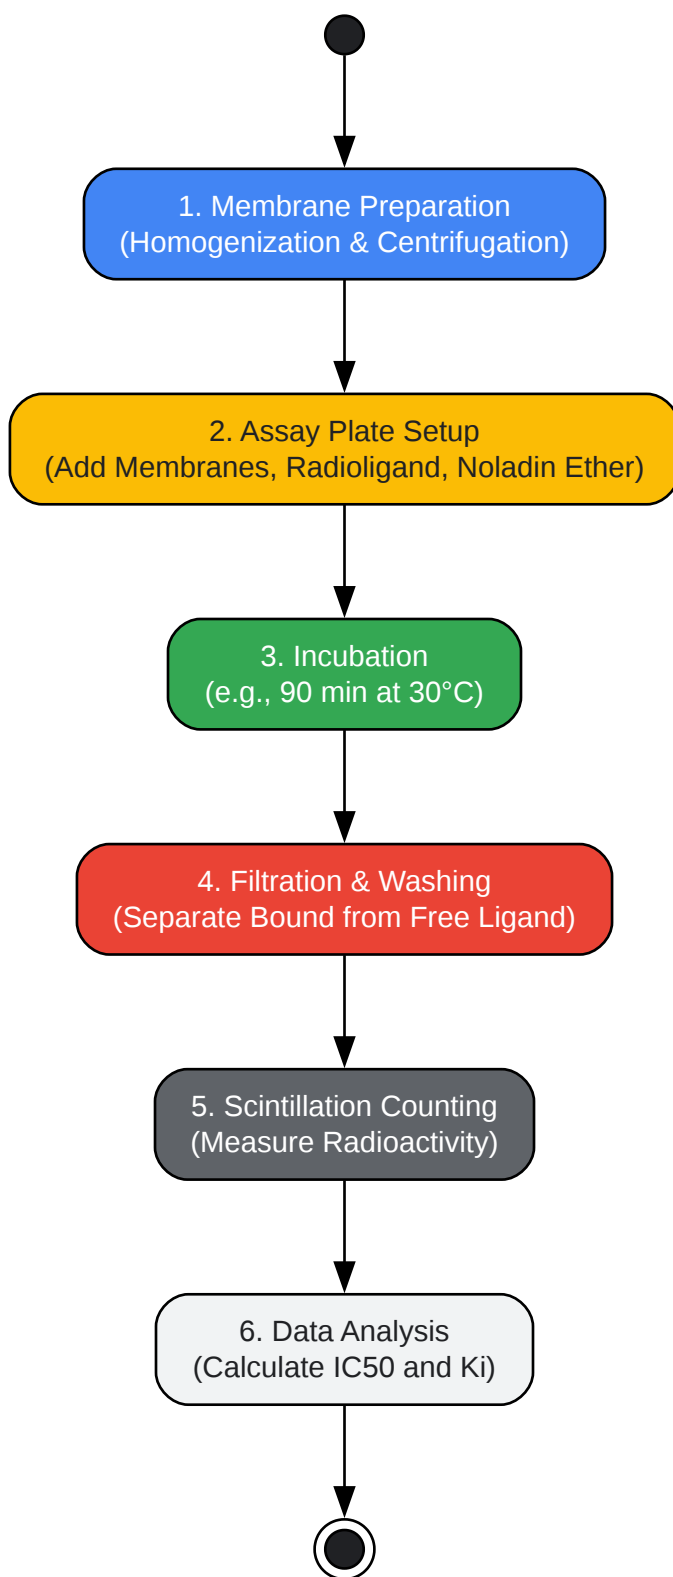 1. Membrane Preparation
(Homogenization & Centrifugation)
2. Assay Plate Setup
(Add Membranes, Radioligand, Noladin Ether)
3. Incubation
(e.g., 90 min at 30°C)
4. Filtration & Washing
(Separate Bound from Free Ligand)
5. Scintillation Counting
(Measure Radioactivity)
6. Data Analysis
(Calculate IC50 and Ki)